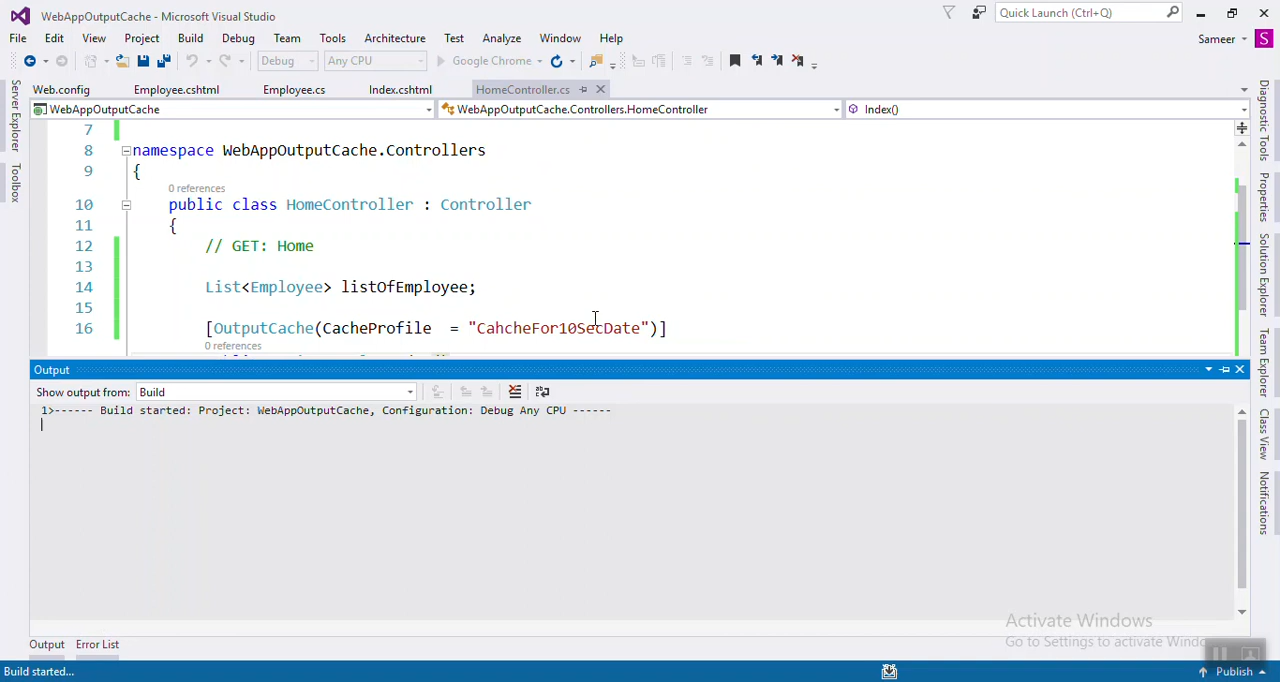 WebAppOutputCache - Microsoft Visual Studio
Quick Launch (Ctrl+Q)
File Edit View Project Build Debug Team Tools Architecture Test Analyze Window Help
Sameer S
Debug Any CPU Google Chrome
Web.config Employee.cshtml Employee.cs Index.cshtml HomeController.cs
WebAppOutputCache WebAppOutputCache.Controllers.HomeController Index()
7
8 namespace WebAppOutputCache.Controllers
9 {
0 references
10 public class HomeController : Controller
11 {
12 // GET: Home
13
14 List<Employee> listOfEmployee;
15
16 [OutputCache(CacheProfile = "CahcheFor10SecDate")]
0 references
Output
Show output from: Build
1>------ Build started: Project: WebAppOutputCache, Configuration: Debug Any CPU ------
Activate Windows
Go to Settings to activate Windo
Output Error List
Build started...
Publish
Server Explorer
Toolbox
Diagnostic Tools
Properties
Solution Explorer
Team Explorer
Class View
Notifications